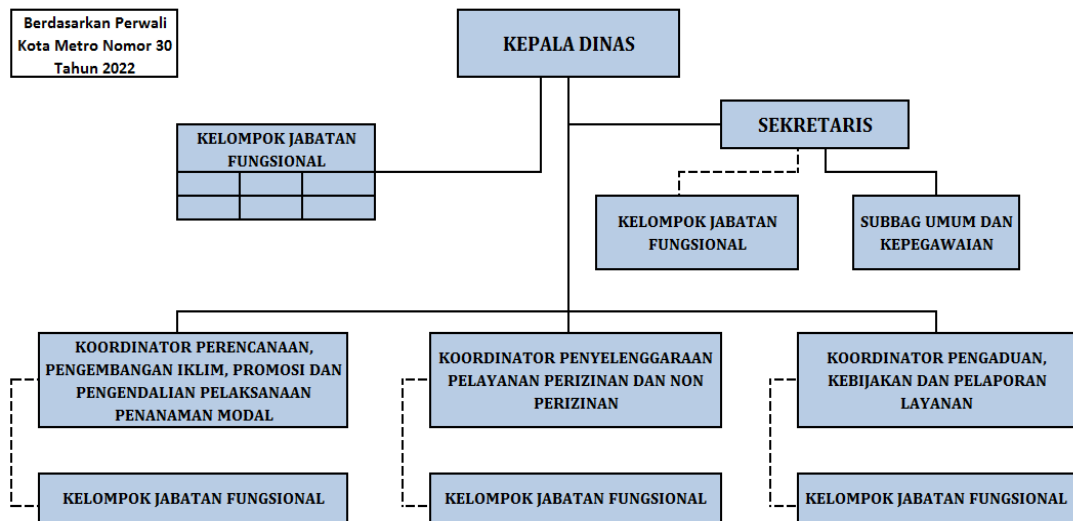 Berdasarkan Perwali
Kota Metro Nomor 30
Tahun 2022
KEPALA DINAS
SEKRETARIS
KELOMPOK JABATAN
FUNGSIONAL
KELOMPOK JABATAN
FUNGSIONAL
SUBBAG UMUM DAN
KEPEGAWAIAN
KOORDINATOR PERENCANAAN,
PENGEMBANGAN IKLIM, PROMOSI DAN
PENGENDALIAN PELAKSANAAN
PENANAMAN MODAL
KOORDINATOR PENYELENGGARAAN
PELAYANAN PERIZINAN DAN NON
PERIZINAN
KOORDINATOR PENGADUAN,
KEBIJAKAN DAN PELAPORAN
LAYANAN
KELOMPOK JABATAN FUNGSIONAL
KELOMPOK JABATAN FUNGSIONAL
KELOMPOK JABATAN FUNGSIONAL